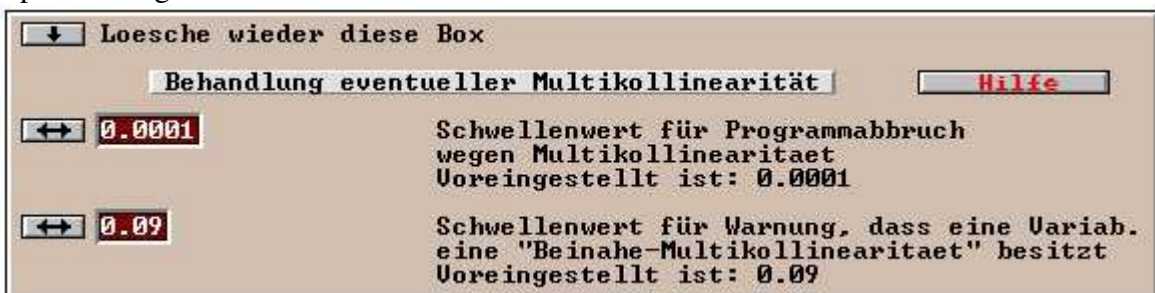 Loesche wieder diese Box
Behandlung eventueller Multikollinearität Hilfe
0.0001 Schwellenwert für Programmabbruch
wegen Multikollinearitaet
Voreingestellt ist: 0.0001
0.09 Schwellenwert für Warnung, dass eine Variab.
eine "Beinahe-Multikollinearitaet" besitzt
Voreingestellt ist: 0.09